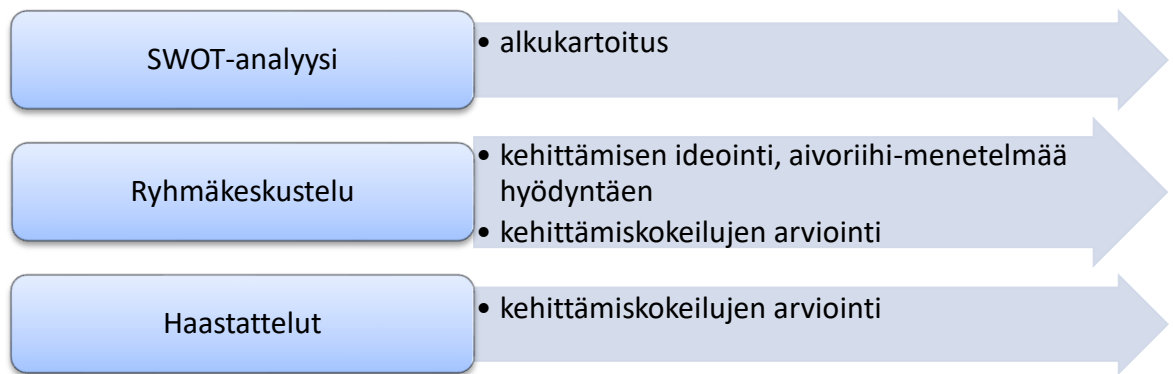 SWOT-analyysi
• alkukartoitus
Ryhmäkeskustelu
• kehittämisen ideointi, aivoriihi-menetelmää
hyödyntäen
• kehittämiskokeilujen arviointi
Haastattelut
• kehittämiskokeilujen arviointi